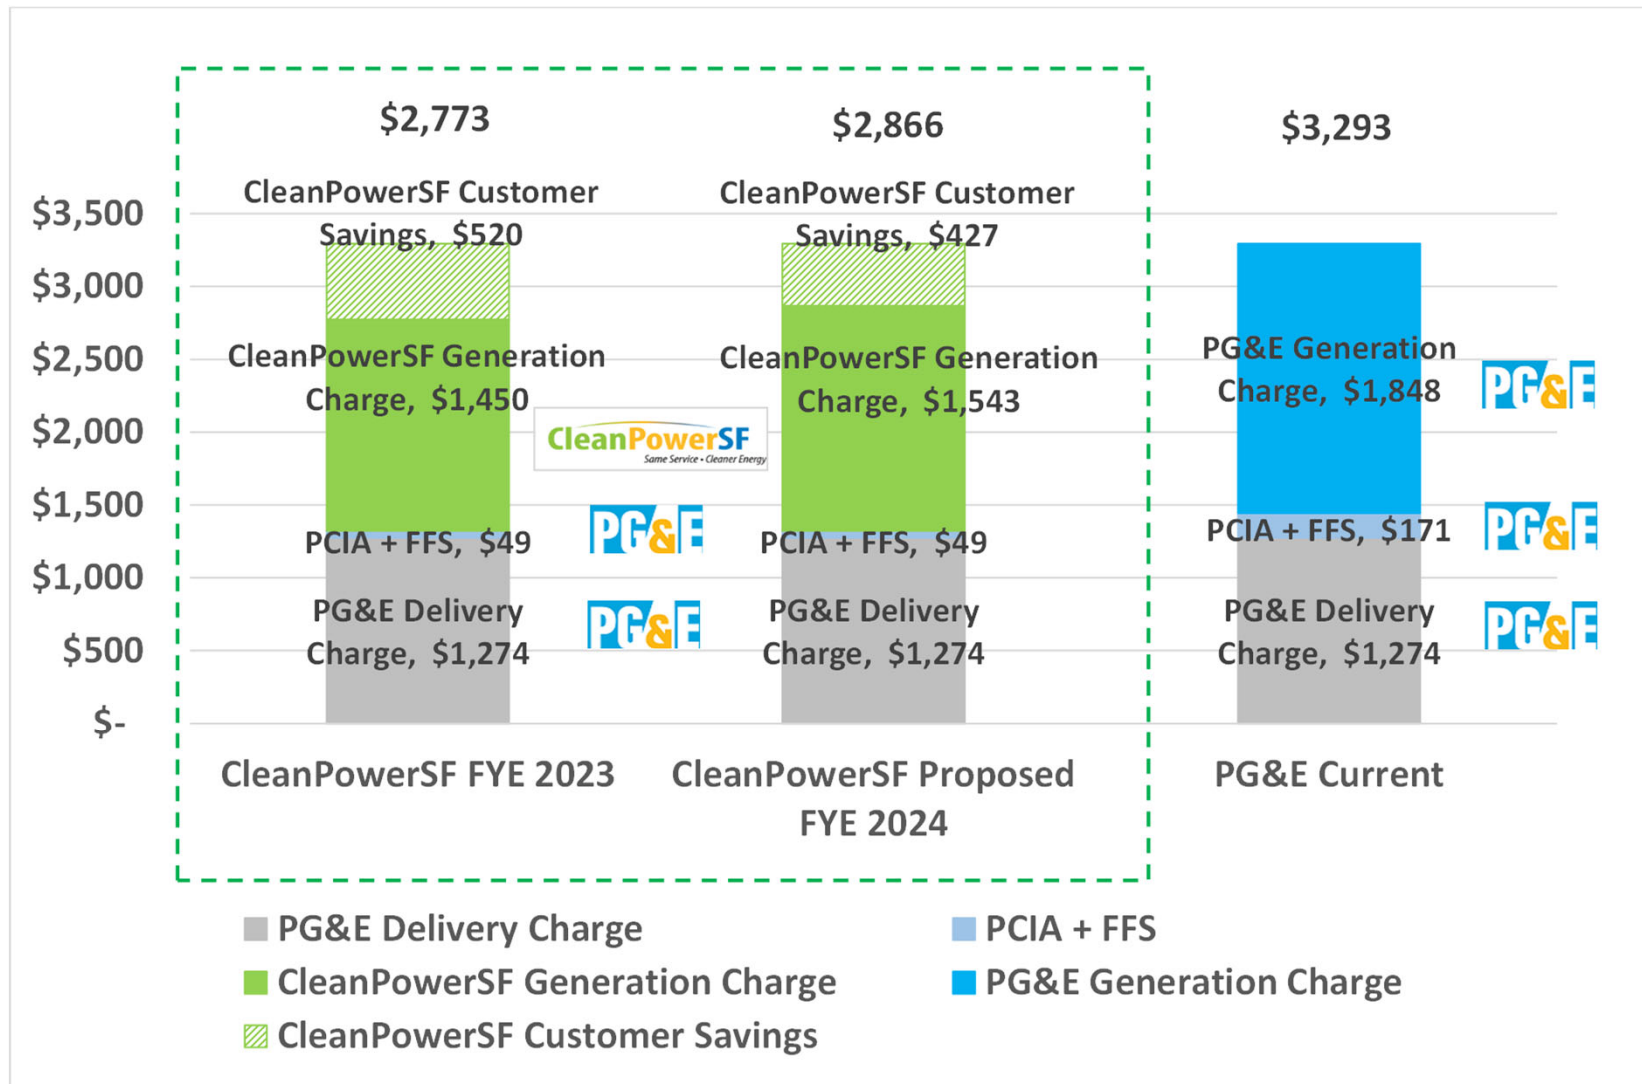 $2,773
$2,866
$3,293
CleanPowerSF Customer
Savings, $520
CleanPowerSF Customer
Savings, $427
$3,500
$3,000
$2,500
$2,000
$1,500
$1,000
$500
$-
CleanPowerSF Generation
Charge, $1,450
CleanPowerSF Generation
Charge, $1,543
PG&E Generation
Charge, $1,848
PG&E
CleanPowerSF
Same Service • Cleaner Energy
PCIA + FFS, $49
PG&E
PCIA + FFS, $49
PCIA + FFS, $171
PG&E
PG&E Delivery
Charge, $1,274
PG&E
PG&E Delivery
Charge, $1,274
PG&E Delivery
Charge, $1,274
PG&E
CleanPowerSF FYE 2023
CleanPowerSF Proposed
FYE 2024
PG&E Current
PG&E Delivery Charge
PCIA + FFS
CleanPowerSF Generation Charge
PG&E Generation Charge
CleanPowerSF Customer Savings